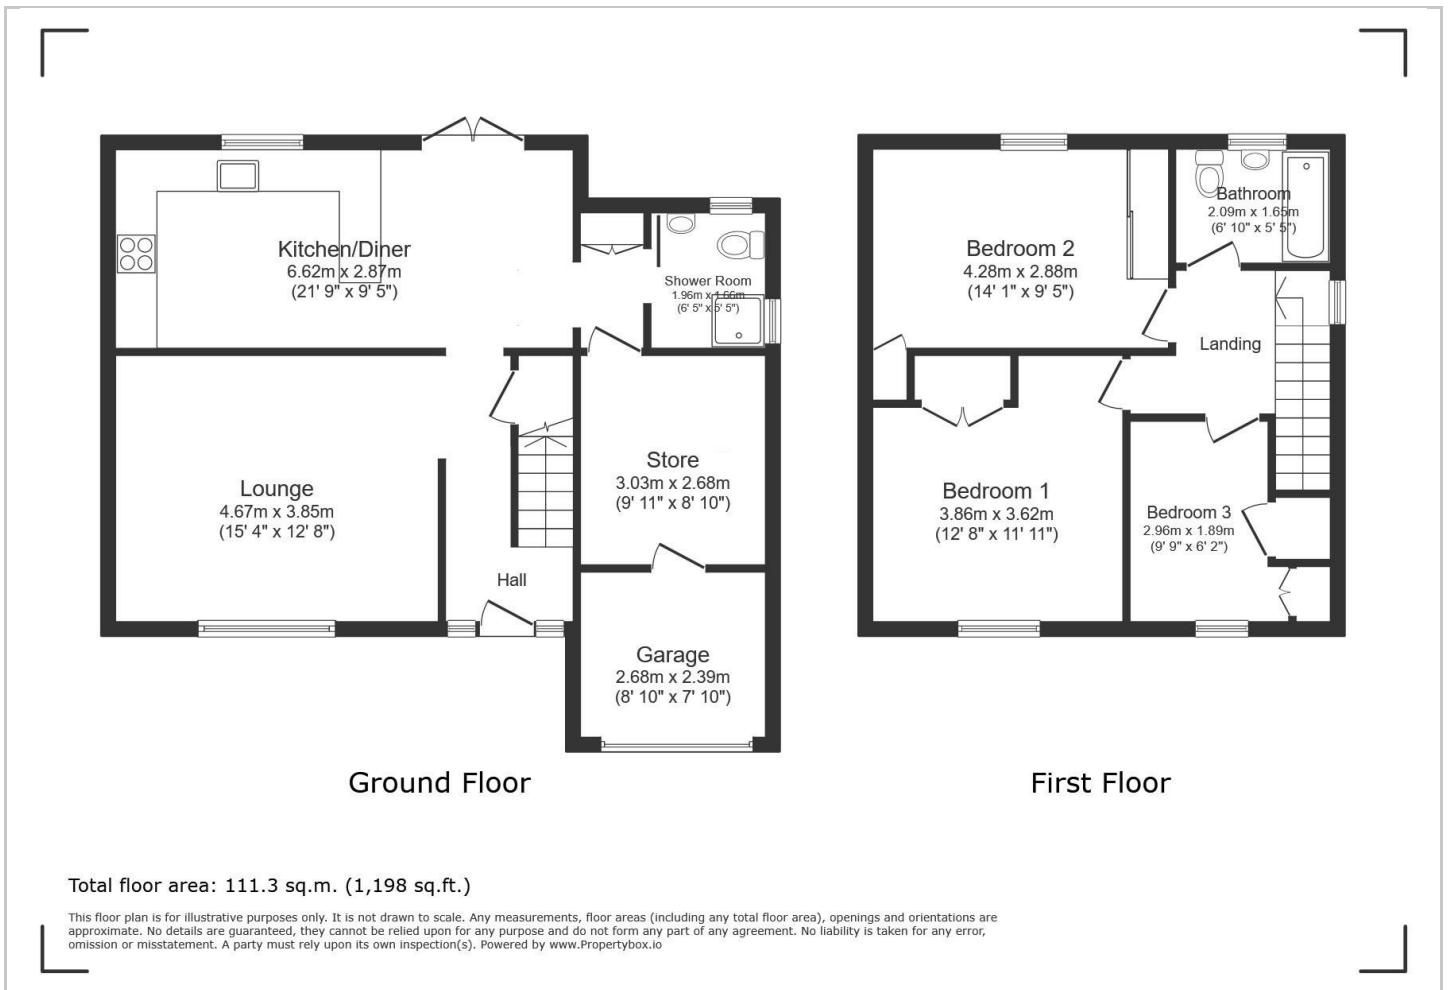 Kitchen/Diner
6.62m x 2.87m
(21' 9" x 9' 5")
Shower Room
1.96m x 1.66m
(6' 5" x 5' 5")
Lounge
4.67m x 3.85m
(15' 4" x 12' 8")
Store
3.03m x 2.68m
(9' 11" x 8' 10")
Hall
Garage
2.68m x 2.39m
(8' 10" x 7' 10")
Ground Floor
Bedroom 2
4.28m x 2.88m
(14' 1" x 9' 5")
Bathroom
2.09m x 1.65m
(6' 10" x 5' 5")
Landing
Bedroom 1
3.86m x 3.62m
(12' 8" x 11' 11")
Bedroom 3
2.96m x 1.89m
(9' 9" x 6' 2")
First Floor
Total floor area: 111.3 sq.m. (1,198 sq.ft.)
This floor plan is for illustrative purposes only. It is not drawn to scale. Any measurements, floor areas (including any total floor area), openings and orientations are
approximate. No details are guaranteed, they cannot be relied upon for any purpose and do not form any part of any agreement. No liability is taken for any error,
omission or misstatement. A party must rely upon its own inspection(s). Powered by www.Propertybox.io